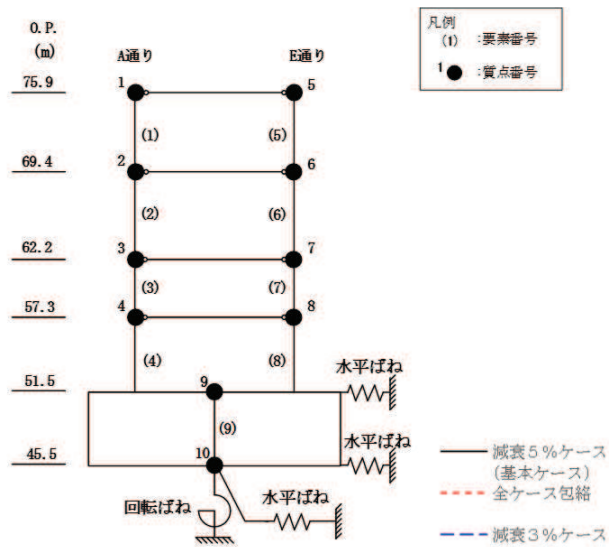 O.P.
(m)
A通り
E通り
凡例
(1) :要素番号
1 :質点番号
75.9
1
5
(1)
(5)
69.4
2
6
(2)
(6)
62.2
3
7
(3)
(7)
57.3
4
8
(4)
(8)
51.5
9
水平ばね
(9)
45.5
10
水平ばね
回転ばね
水平ばね
減衰5%ケース
(基本ケース)
全ケース包絡
減衰3%ケース